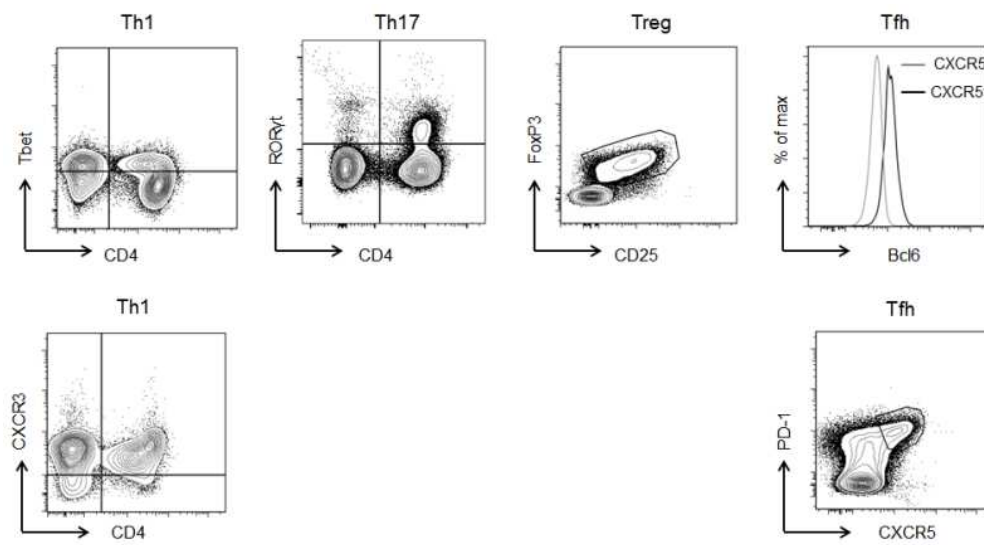 Th1
Th17
Treg
Tfh
Tbet
CD4
RORγt
CD4
FoxP3
CD25
% of max
CXCR5
CXCR5
Bcl6
Th1
Tfh
CXCR3
CD4
PD-1
CXCR5